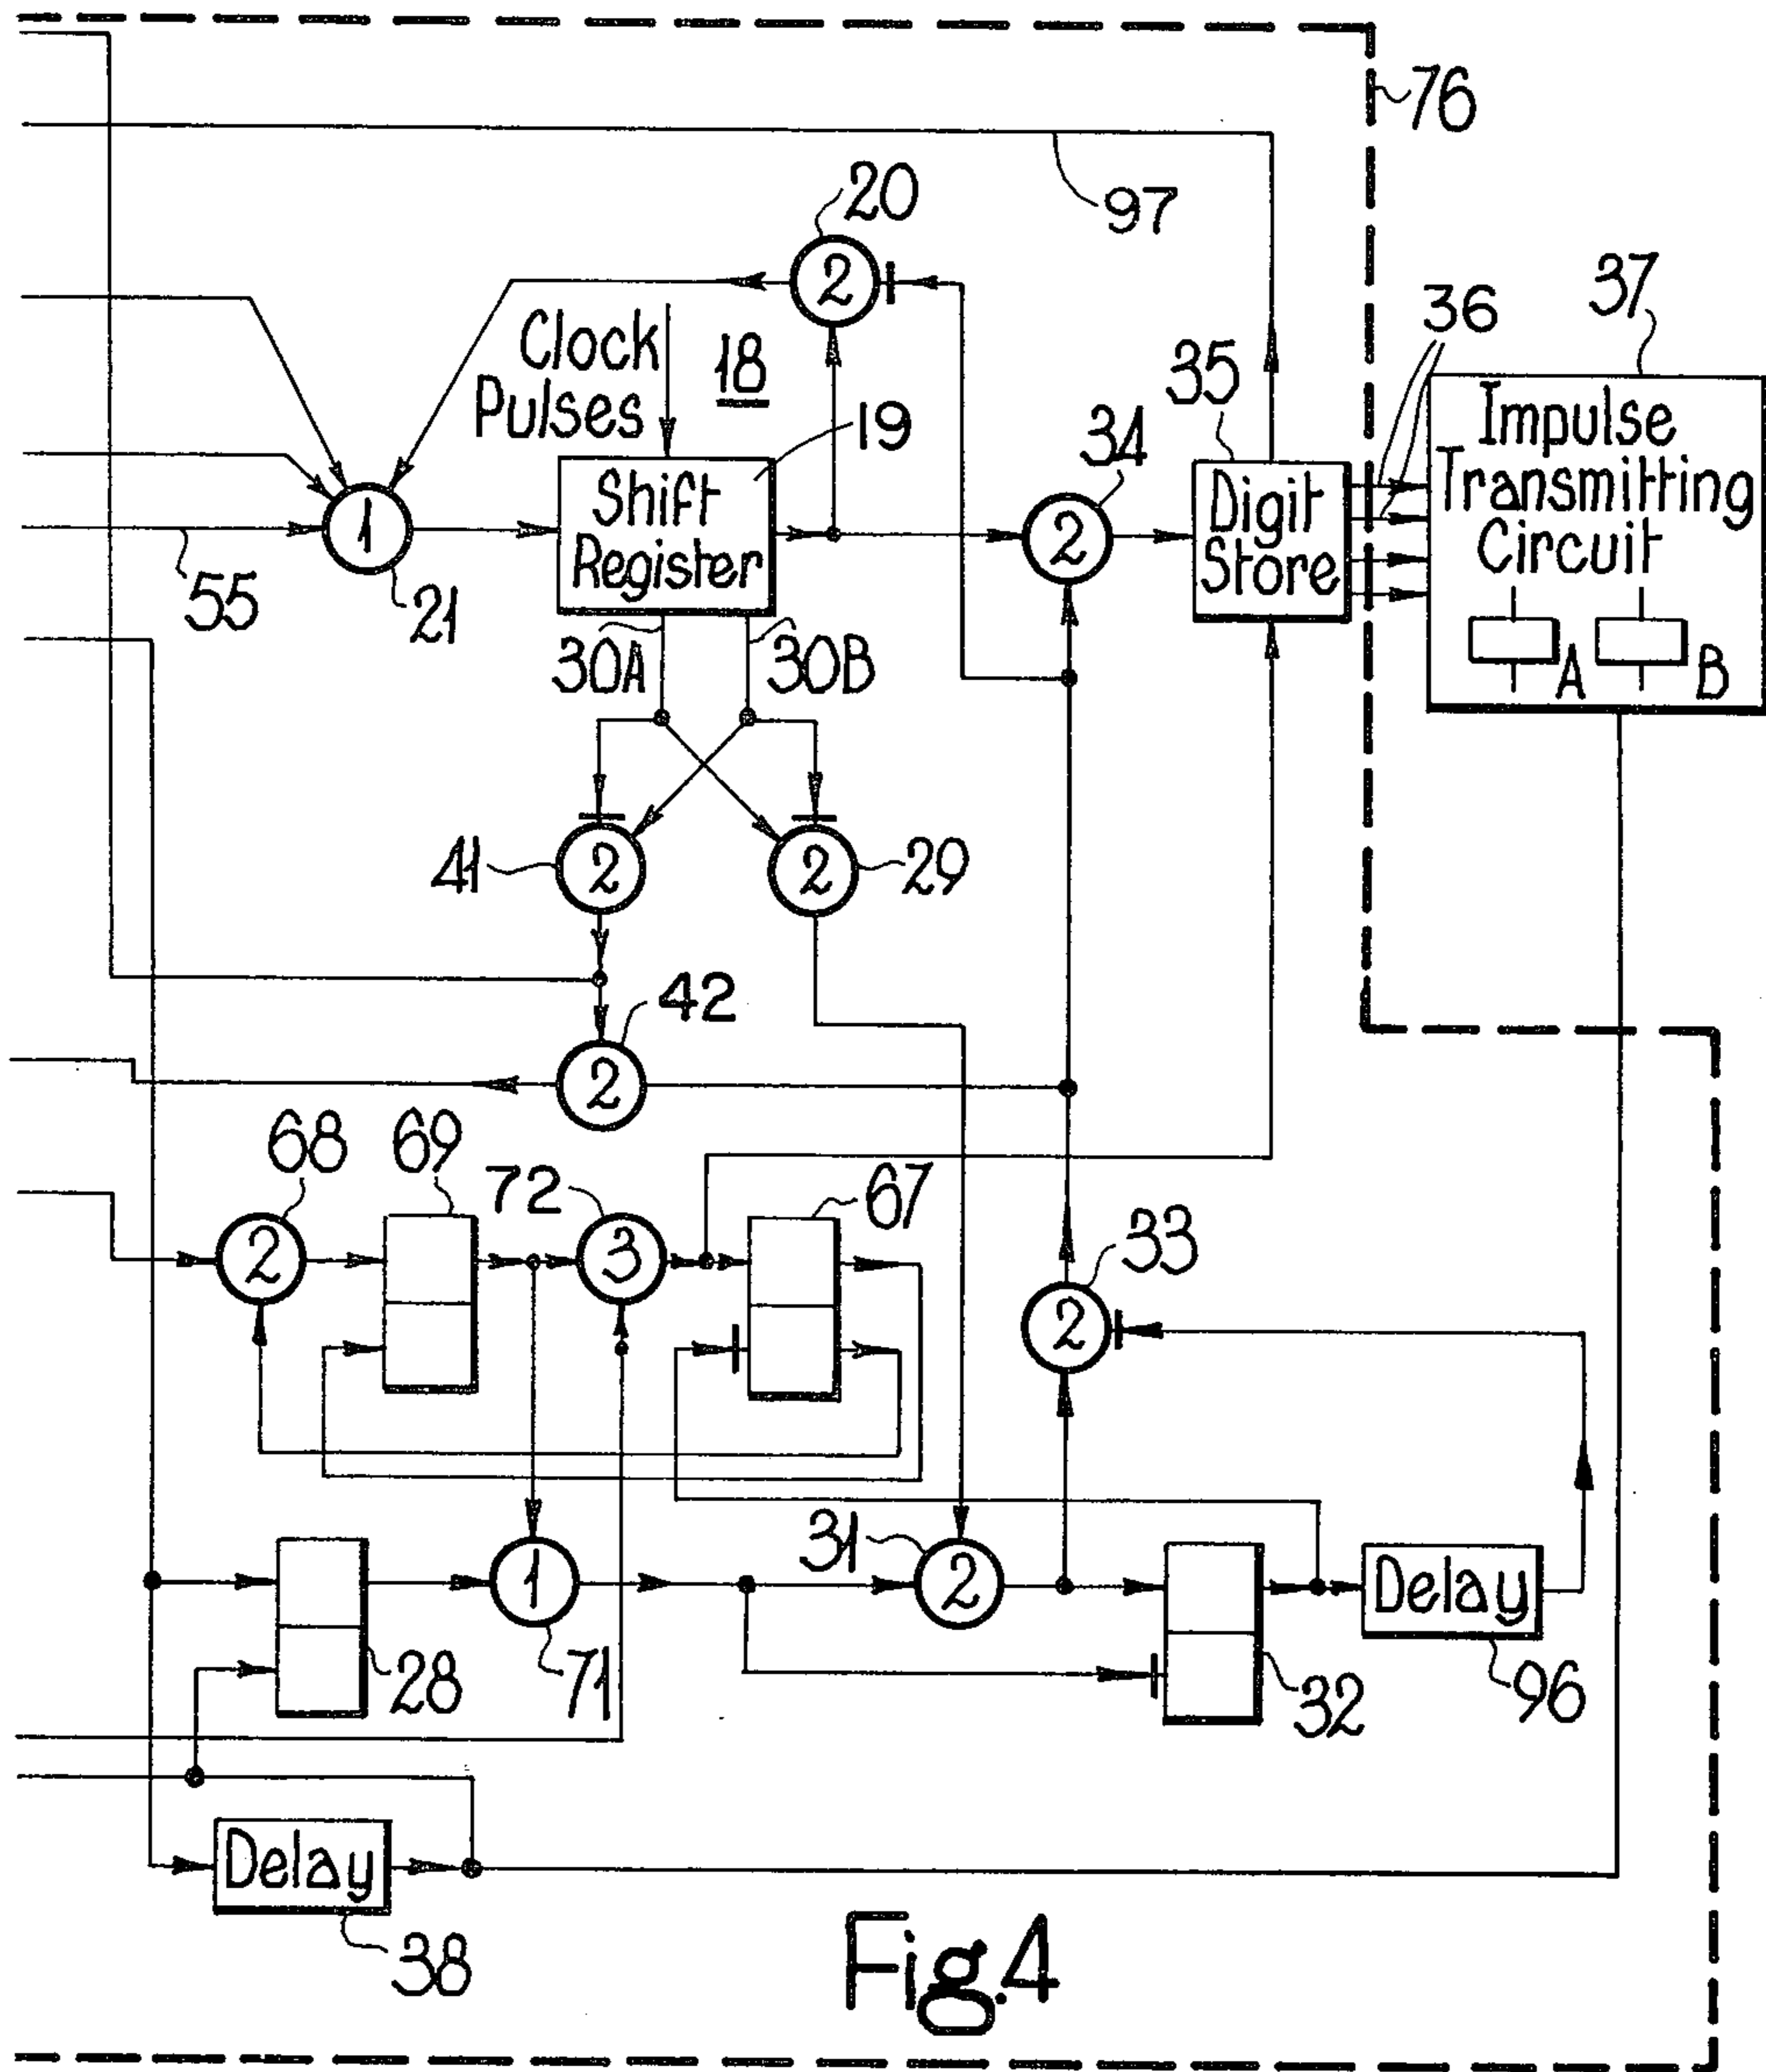 76
97
20
2
Clock
Pulses
18
19
37
36
35
34
Impulse
Transmitting
Circuit
A
B
1
Shift
Register
2
Digit
Store
55
21
30A
30B
41
2
2
29
42
2
68
69
72
67
2
3
33
2
31
1
2
Delay
28
71
32
96
Delay
38
Fig.4